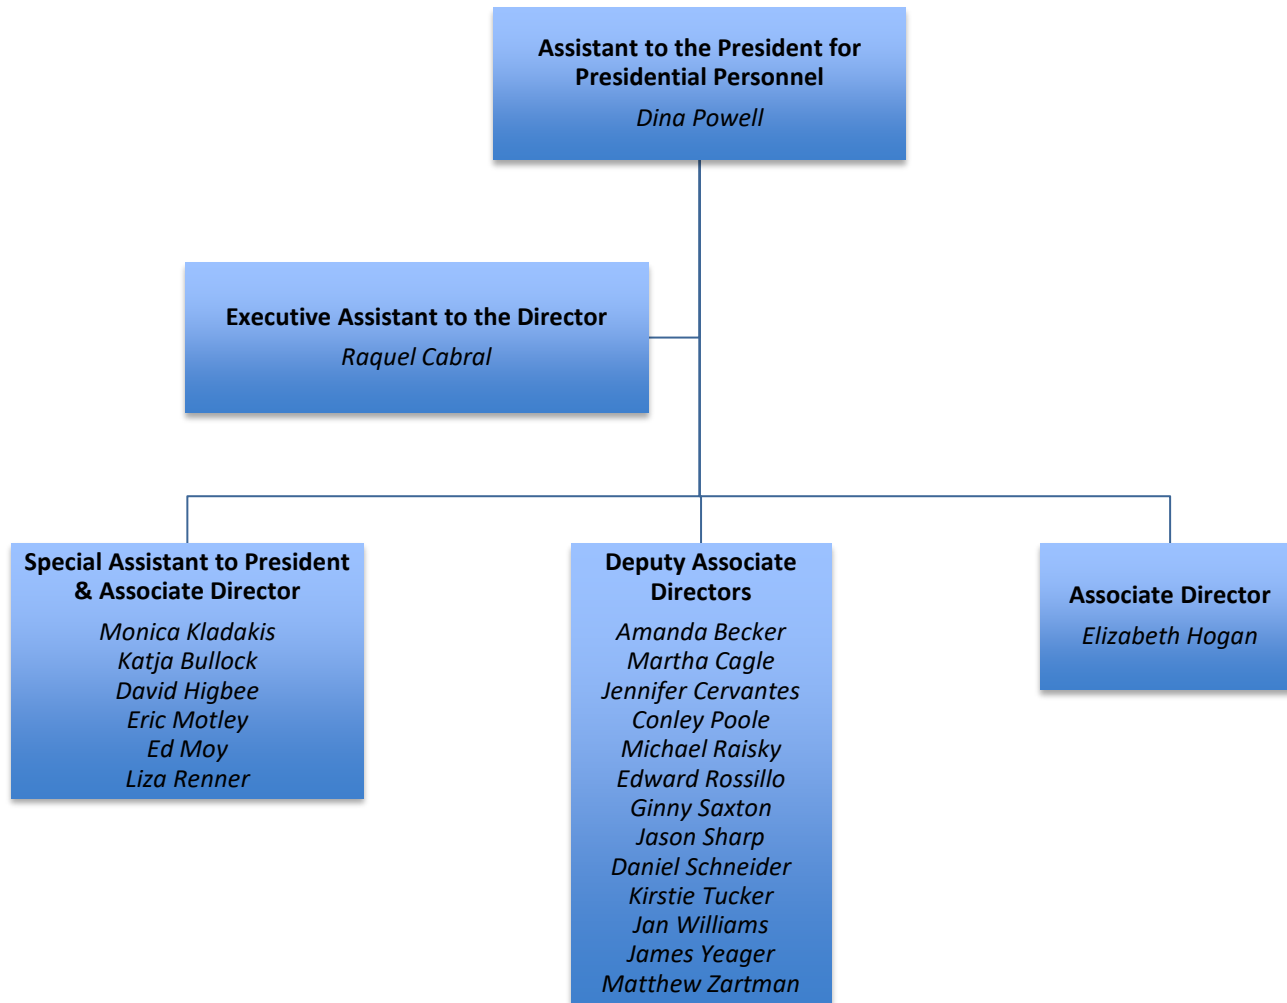 Assistant to the President for
Presidential Personnel
Dina Powell
Executive Assistant to the Director
Raquel Cabral
Special Assistant to President
& Associate Director
Monica Kladakis
Katja Bullock
David Higbee
Eric Motley
Ed Moy
Liza Renner
Deputy Associate
Directors
Amanda Becker
Martha Cagle
Jennifer Cervantes
Conley Poole
Michael Raisky
Edward Rossillo
Ginny Saxton
Jason Sharp
Daniel Schneider
Kirstie Tucker
Jan Williams
James Yeager
Matthew Zartman
Associate Director
Elizabeth Hogan